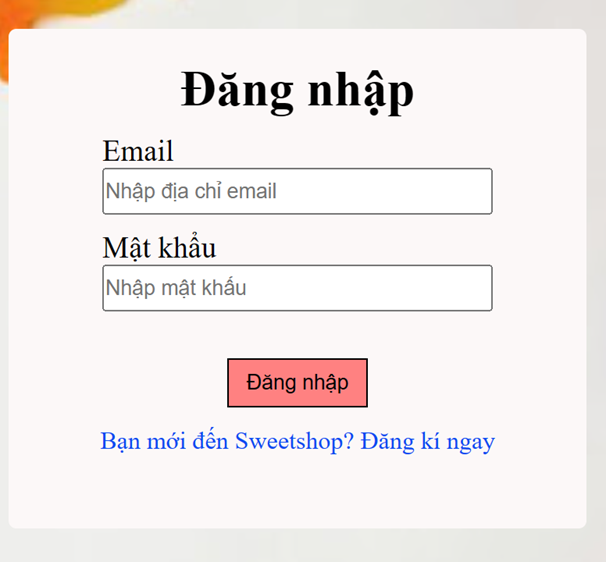 Đăng nhập
Email
Nhập địa chỉ email
Mật khẩu
Nhập mật khấu
Đăng nhập
Bạn mới đến Sweetshop? Đăng kí ngay